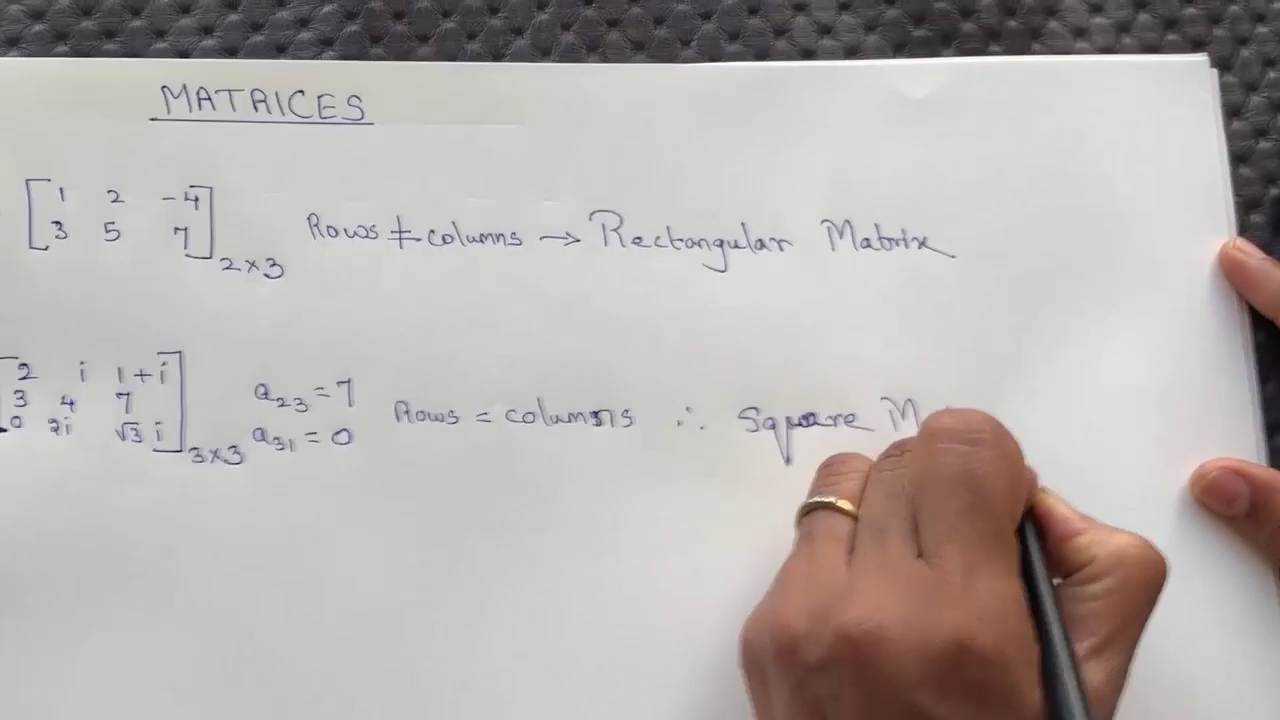 MATRICES
1 2 -4
3 5 7
2×3 Rows ≠ columns → Rectangular Matrix
2 i 1+i
3 4 7
0 2i √3 i
3×3
a23 = 7
a31 = 0
Rows = columns ∴ Square M